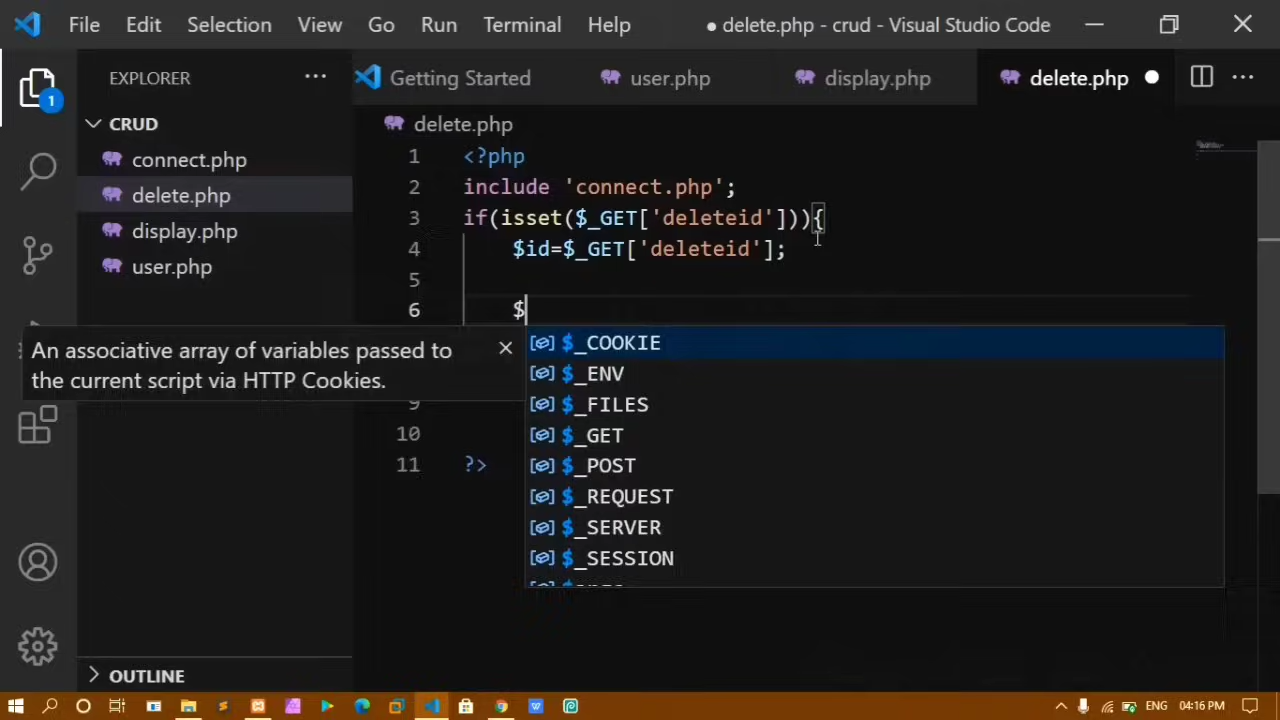 File Edit Selection View Go Run Terminal Help ● delete.php - crud - Visual Studio Code
EXPLORER ··· Getting Started user.php display.php delete.php ● ···
1
CRUD
connect.php
delete.php
display.php
user.php
OUTLINE
delete.php
1 <?php
2 include 'connect.php';
3 if(isset($_GET['deleteid'])){
4 $id=$_GET['deleteid'];
5
6 $
9
10
11 ?>
An associative array of variables passed to
the current script via HTTP Cookies.
$_COOKIE
$_ENV
$_FILES
$_GET
$_POST
$_REQUEST
$_SERVER
$_SESSION
ENG 04:16 PM